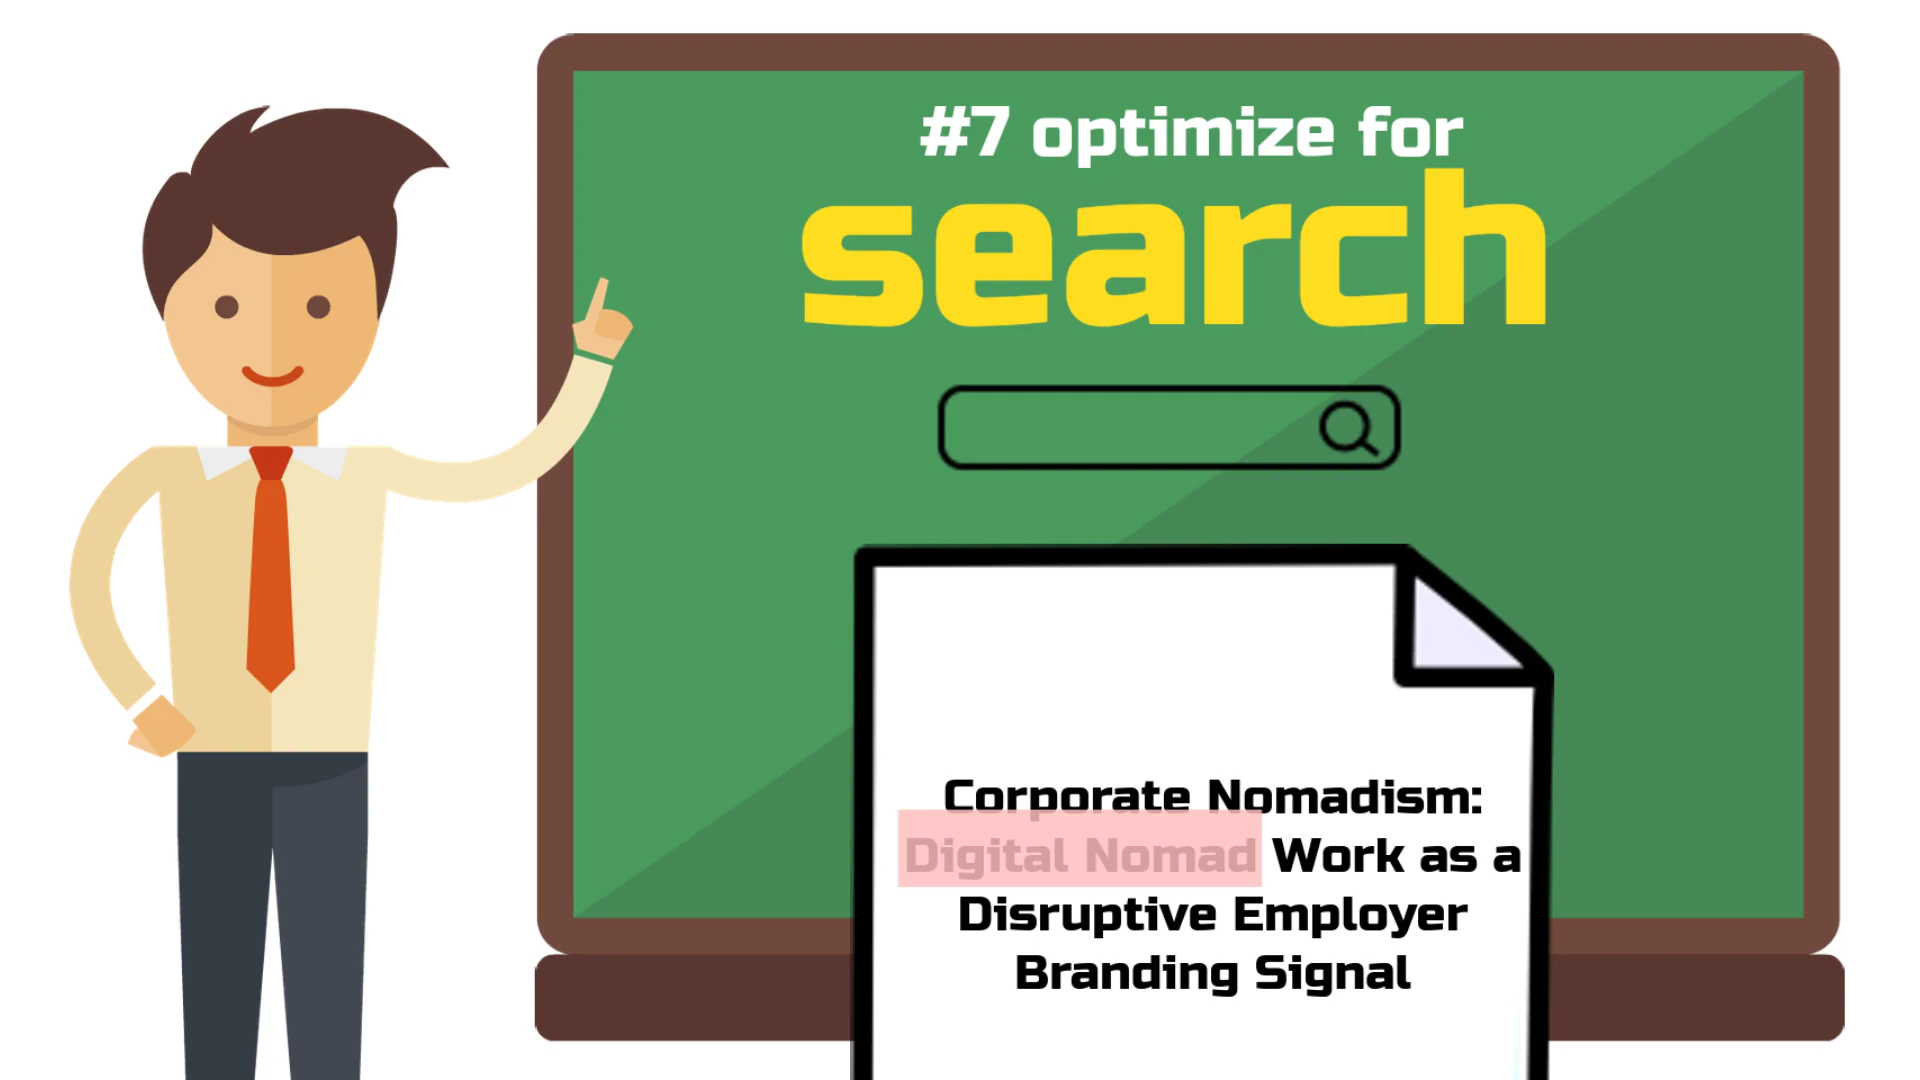 #7 optimize for
search
Corporate Nomadism:
Digital Nomad Work as a
Disruptive Employer
Branding Signal